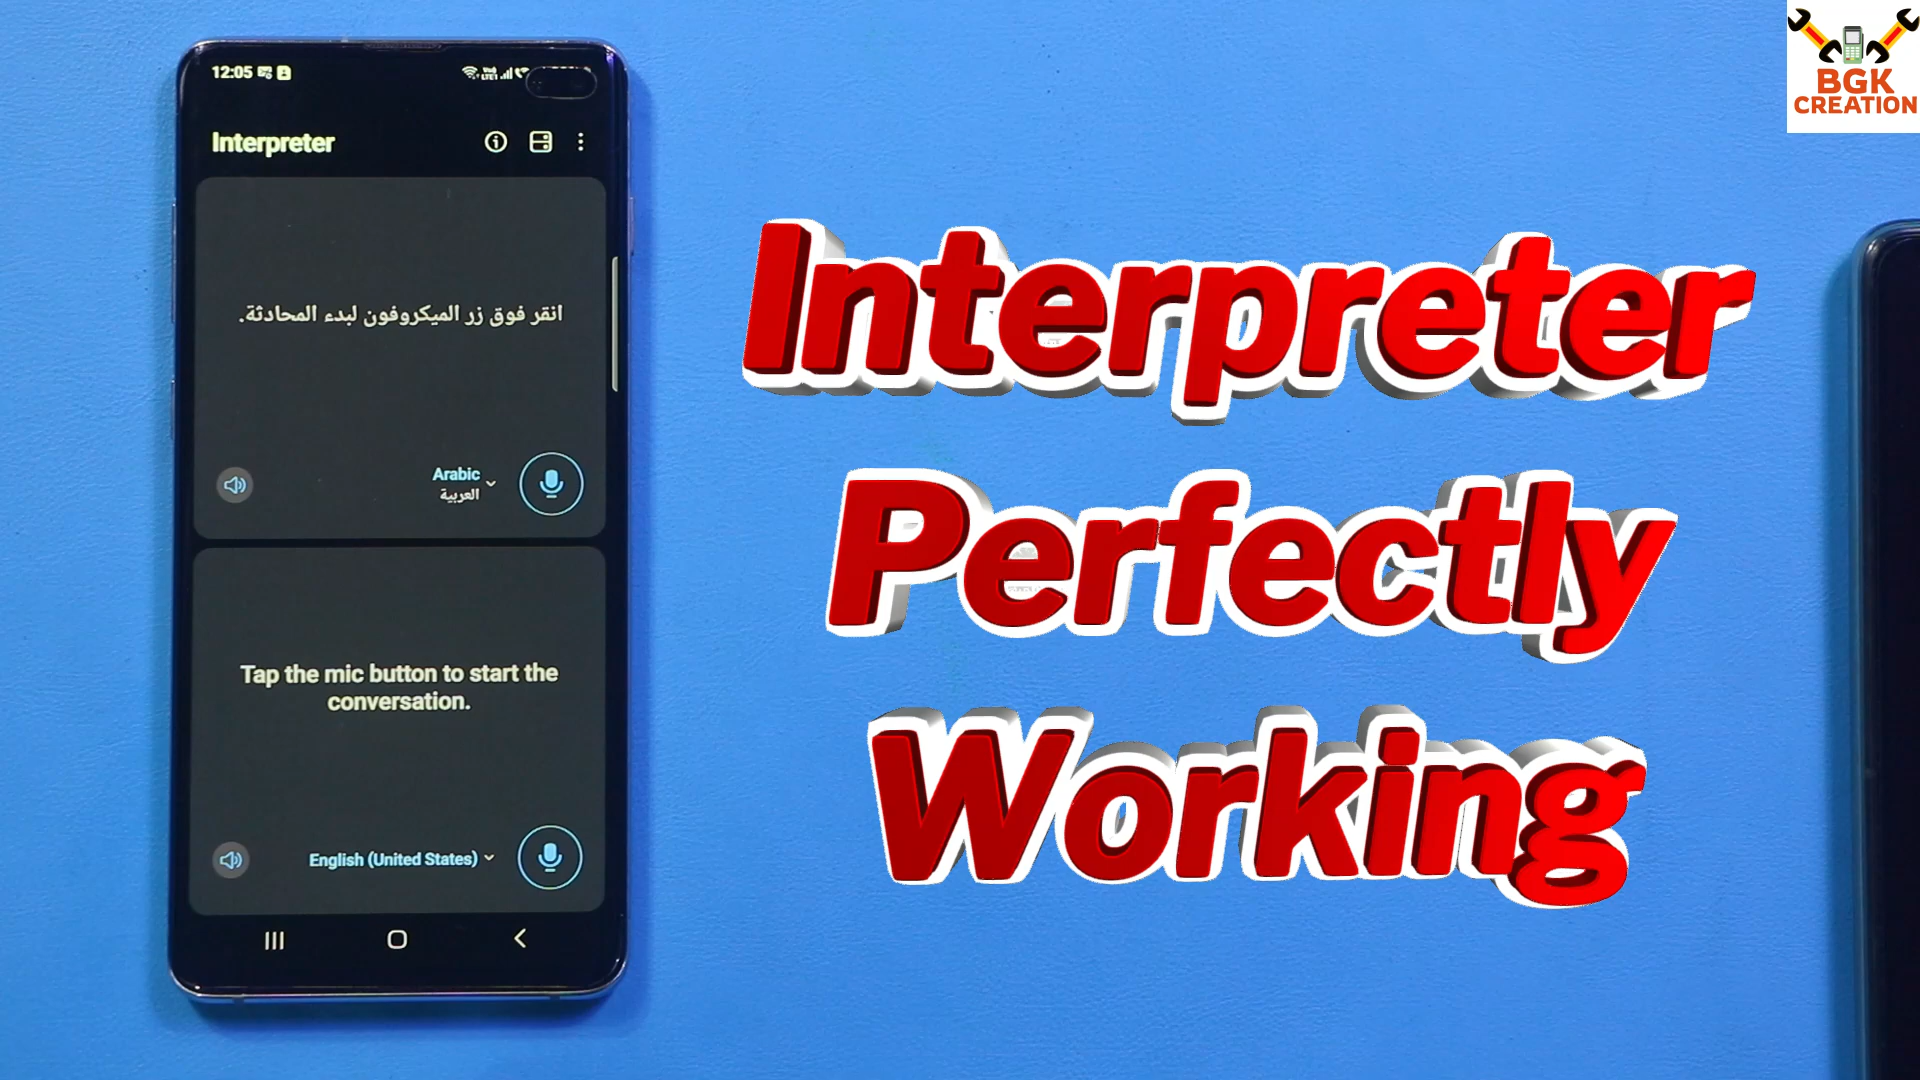 12:05
Interpreter
انقر فوق زر الميكروفون لبدء المحادثة.
Arabic
العربية
Tap the mic button to start the
conversation.
English (United States)
Interpreter
Perfectly
Working
BGK
CREATION